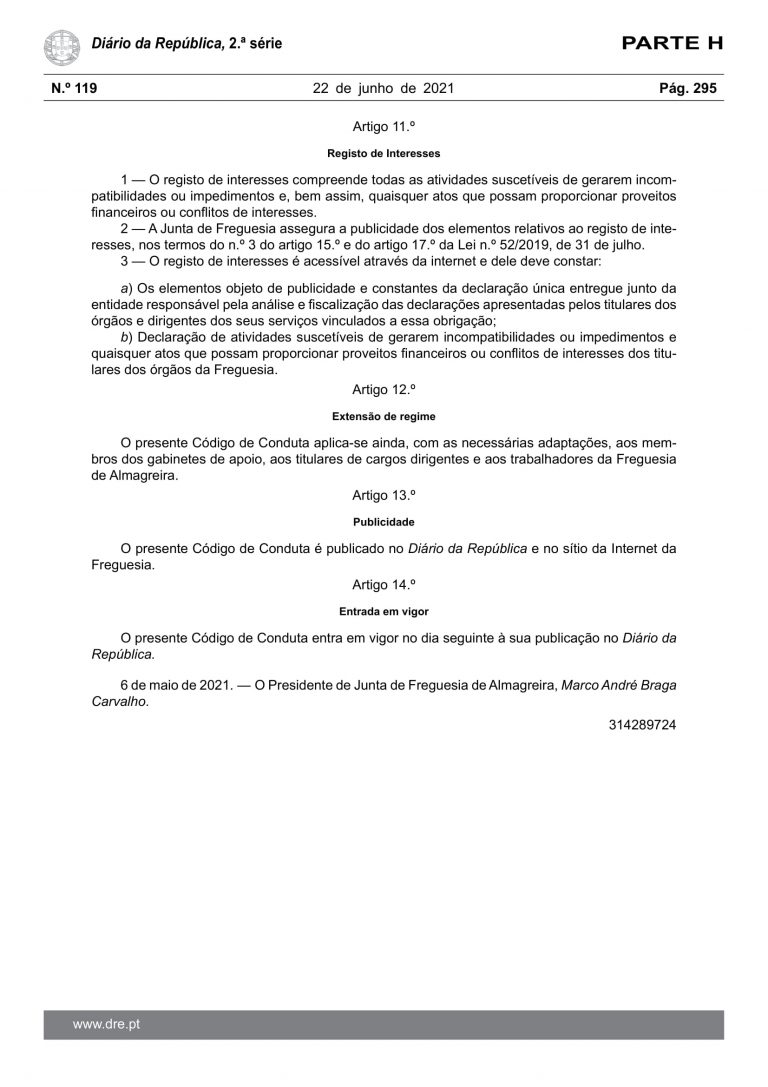 Diário da República, 2.ª série
PARTE H
N.º 119
22 de junho de 2021
Pág. 295
Artigo 11.º
Registo de Interesses
1 — O registo de interesses compreende todas as atividades suscetíveis de gerarem incom-
patibilidades ou impedimentos e, bem assim, quaisquer atos que possam proporcionar proveitos
financeiros ou conflitos de interesses.
2 — A Junta de Freguesia assegura a publicidade dos elementos relativos ao registo de inte-
resses, nos termos do n.º 3 do artigo 15.º e do artigo 17.º da Lei n.º 52/2019, de 31 de julho.
3 — O registo de interesses é acessível através da internet e dele deve constar:
a) Os elementos objeto de publicidade e constantes da declaração única entregue junto da
entidade responsável pela análise e fiscalização das declarações apresentadas pelos titulares dos
órgãos e dirigentes dos seus serviços vinculados a essa obrigação;
b) Declaração de atividades suscetíveis de gerarem incompatibilidades ou impedimentos e
quaisquer atos que possam proporcionar proveitos financeiros ou conflitos de interesses dos titu-
lares dos órgãos da Freguesia.
Artigo 12.º
Extensão de regime
O presente Código de Conduta aplica-se ainda, com as necessárias adaptações, aos mem-
bros dos gabinetes de apoio, aos titulares de cargos dirigentes e aos trabalhadores da Freguesia
de Almagreira.
Artigo 13.º
Publicidade
O presente Código de Conduta é publicado no Diário da República e no sítio da Internet da
Freguesia.
Artigo 14.º
Entrada em vigor
O presente Código de Conduta entra em vigor no dia seguinte à sua publicação no Diário da
República.
6 de maio de 2021. — O Presidente de Junta de Freguesia de Almagreira, Marco André Braga
Carvalho.
314289724
www.dre.pt